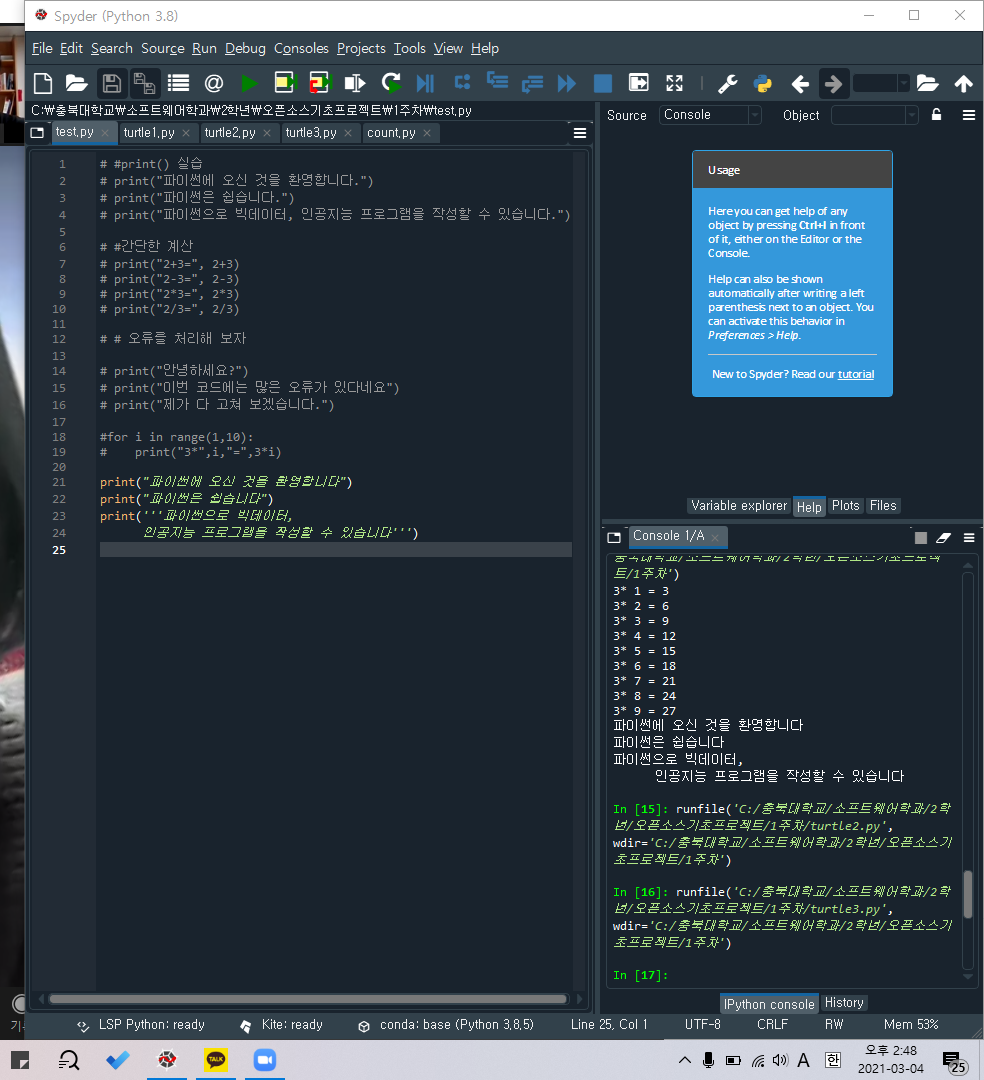 Spyder (Python 3.8)
File Edit Search Source Run Debug Consoles Projects Tools View Help
C:₩충북대학교₩소프트웨어학과₩2학년₩오픈소스기초프로젝트₩1주차₩test.py
test.py turtle1.py turtle2.py turtle3.py count.py
1 # #print() 실습
2 # print("파이썬에 오신 것을 환영합니다.")
3 # print("파이썬은 쉽습니다.")
4 # print("파이썬으로 빅데이터, 인공지능 프로그램을 작성할 수 있습니다.")
5
6 # #간단한 계산
7 # print("2+3=", 2+3)
8 # print("2-3=", 2-3)
9 # print("2*3=", 2*3)
10 # print("2/3=", 2/3)
11
12 # # 오류를 처리해 보자
13
14 # print("안녕하세요?")
15 # print("이번 코드에는 많은 오류가 있다네요")
16 # print("제가 다 고쳐 보겠습니다.")
17
18 #for i in range(1,10):
19 #    print("3*",i,"=",3*i)
20
21 print("파이썬에 오신 것을 환영합니다")
22 print("파이썬은 쉽습니다")
23 print('''파이썬으로 빅데이터,
24       인공지능 프로그램을 작성할 수 있습니다''')
25
Source Console Object
Usage
Here you can get help of any
object by pressing Ctrl+I in front
of it, either on the Editor or the
Console.
Help can also be shown
automatically after writing a left
parenthesis next to an object. You
can activate this behavior in
Preferences > Help.
New to Spyder? Read our tutorial
Variable explorer Help Plots Files
Console 1/A
충북대학교/소프트웨어학과/2학년/오픈소스기초프로젝
트/1주차')
3* 1 = 3
3* 2 = 6
3* 3 = 9
3* 4 = 12
3* 5 = 15
3* 6 = 18
3* 7 = 21
3* 8 = 24
3* 9 = 27
파이썬에 오신 것을 환영합니다
파이썬은 쉽습니다
파이썬으로 빅데이터,
      인공지능 프로그램을 작성할 수 있습니다
In [15]: runfile('C:/충북대학교/소프트웨어학과/2학
년/오픈소스기초프로젝트/1주차/turtle2.py',
wdir='C:/충북대학교/소프트웨어학과/2학년/오픈소스기
초프로젝트/1주차')
In [16]: runfile('C:/충북대학교/소프트웨어학과/2학
년/오픈소스기초프로젝트/1주차/turtle3.py',
wdir='C:/충북대학교/소프트웨어학과/2학년/오픈소스기
초프로젝트/1주차')
In [17]:
IPython console History
LSP Python: ready Kite: ready conda: base (Python 3.8.5) Line 25, Col 1 UTF-8 CRLF RW Mem 53%
TALK
A 한 오후 2:48
2021-03-04
25